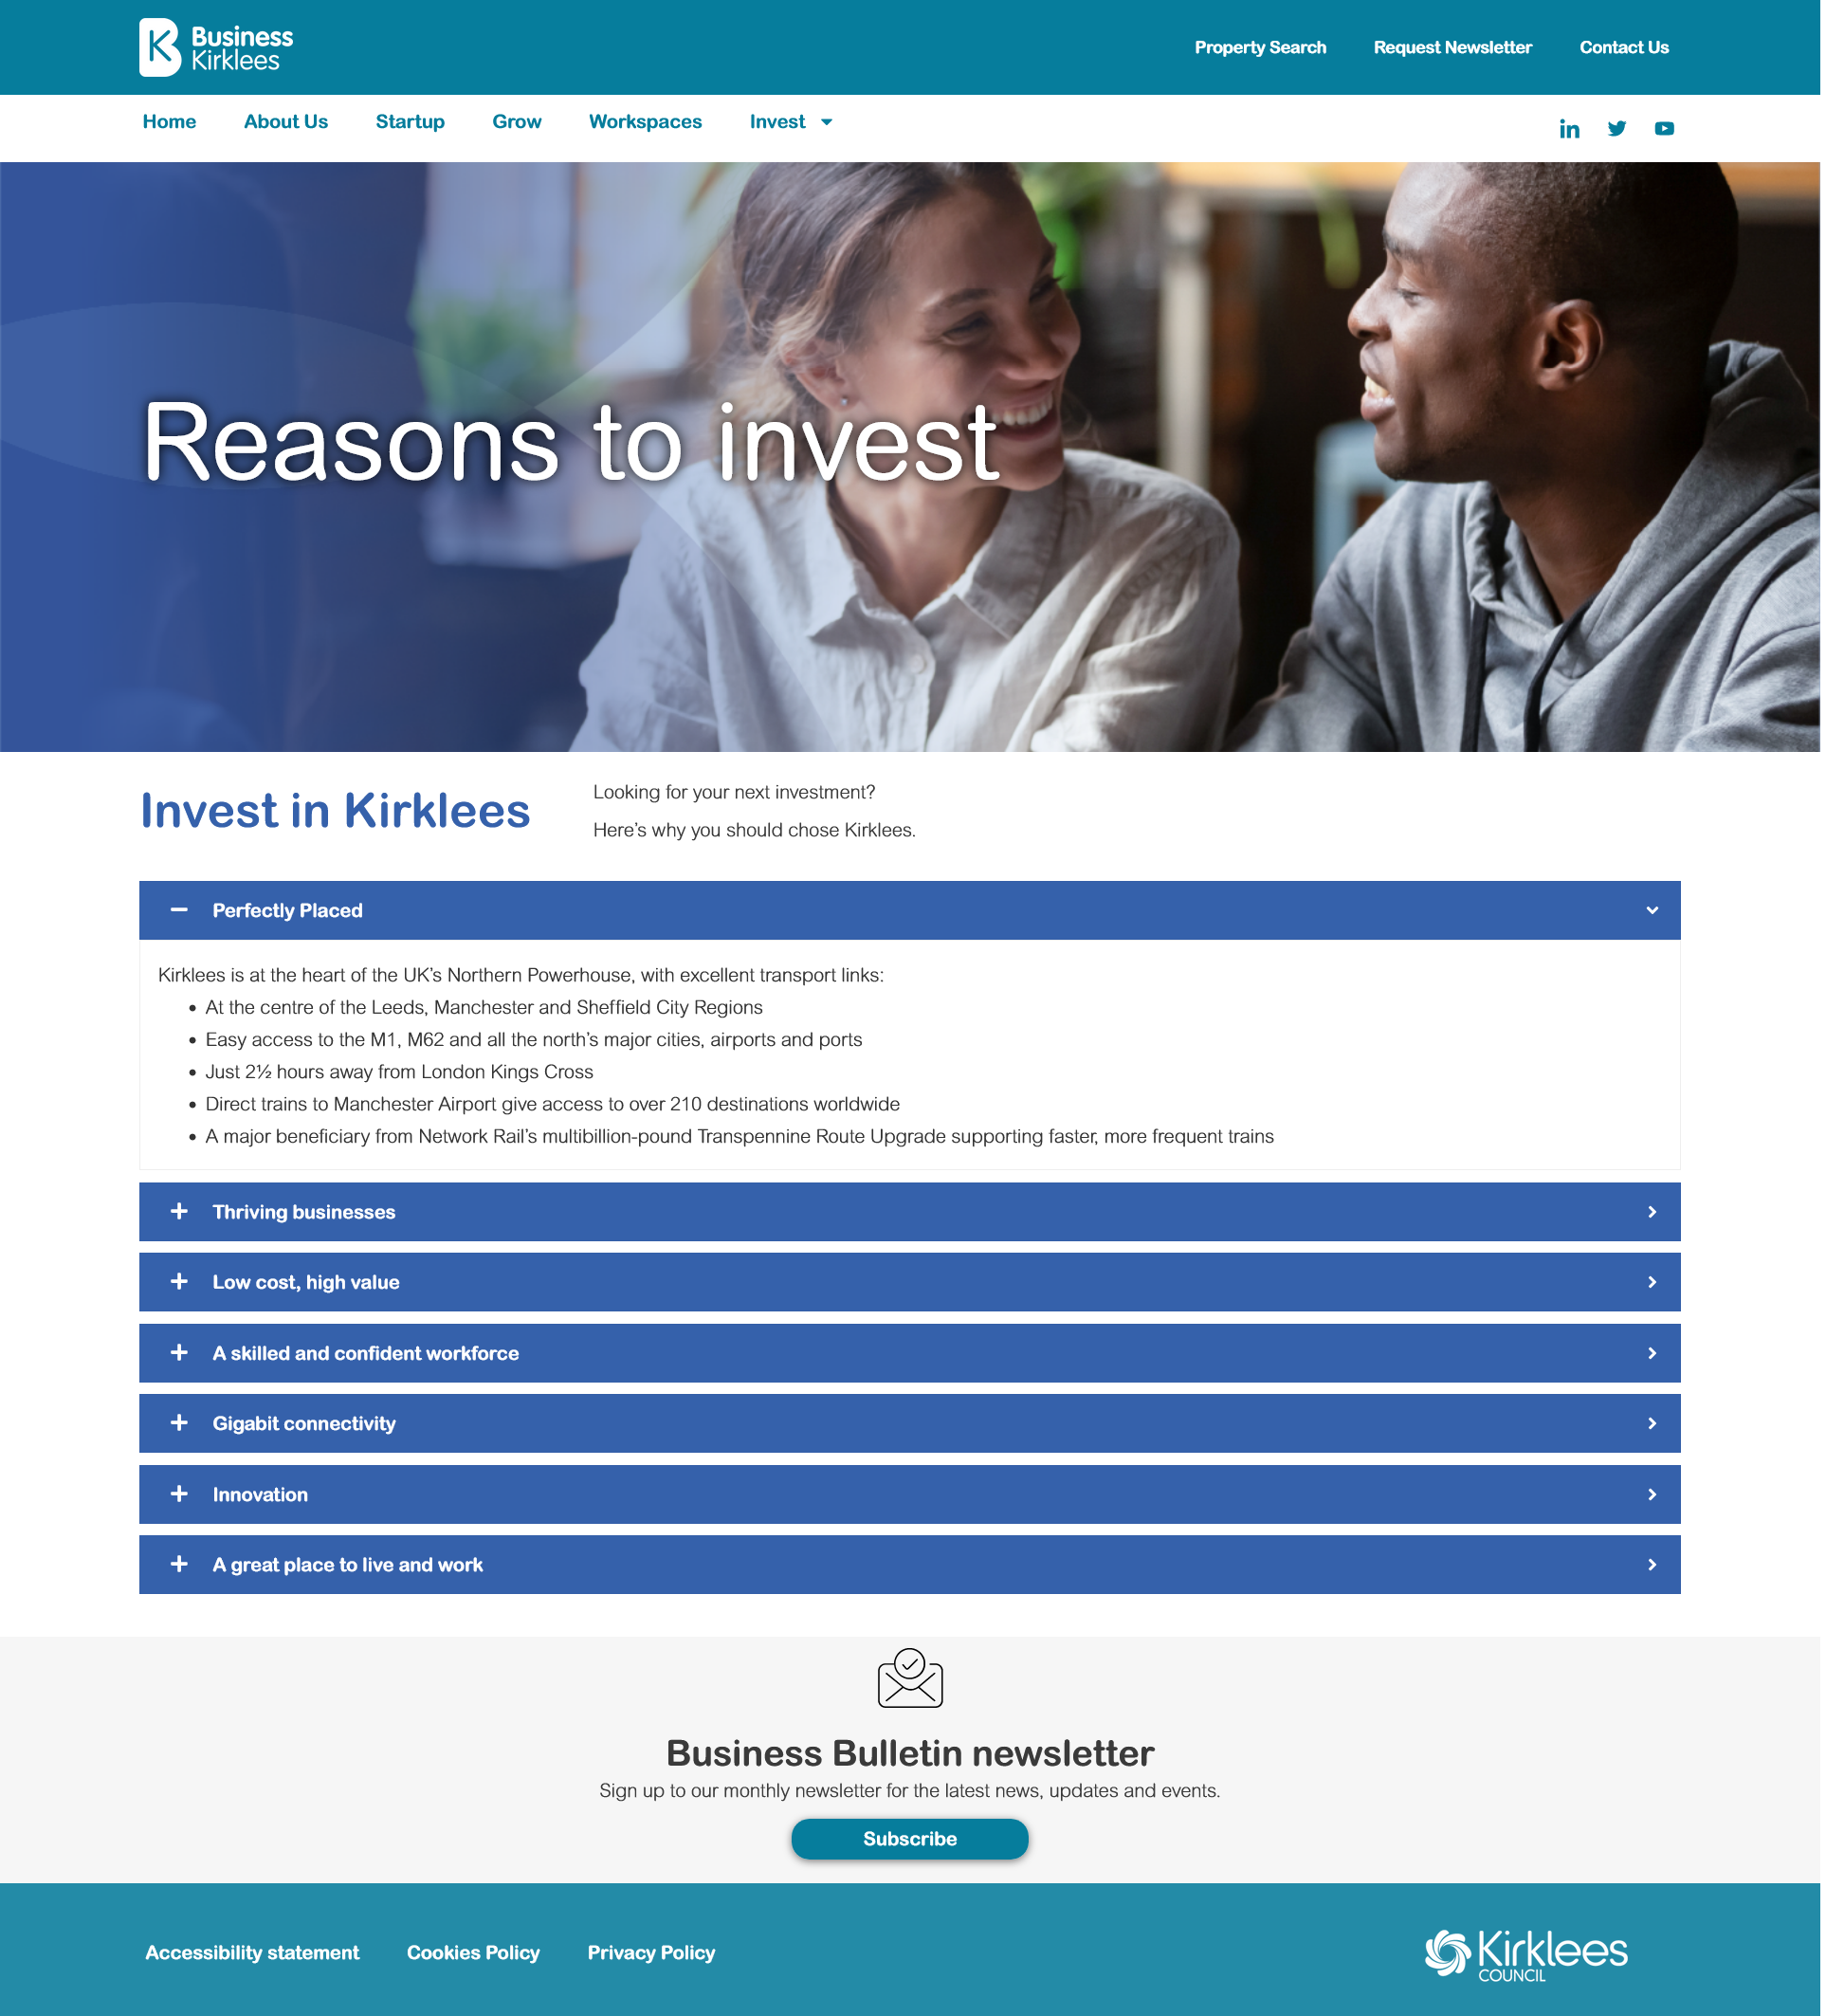 Business
Kirklees
Property Search
Request Newsletter
Contact Us
Home
About Us
Startup
Grow
Workspaces
Invest
Reasons to invest
Invest in Kirklees
Looking for your next investment?
Here’s why you should chose Kirklees.
Perfectly Placed
Kirklees is at the heart of the UK’s Northern Powerhouse, with excellent transport links:
• At the centre of the Leeds, Manchester and Sheffield City Regions
• Easy access to the M1, M62 and all the north’s major cities, airports and ports
• Just 2½ hours away from London Kings Cross
• Direct trains to Manchester Airport give access to over 210 destinations worldwide
• A major beneficiary from Network Rail’s multibillion-pound Transpennine Route Upgrade supporting faster, more frequent trains
Thriving businesses
Low cost, high value
A skilled and confident workforce
Gigabit connectivity
Innovation
A great place to live and work
Business Bulletin newsletter
Sign up to our monthly newsletter for the latest news, updates and events.
Subscribe
Accessibility statement
Cookies Policy
Privacy Policy
Kirklees
COUNCIL